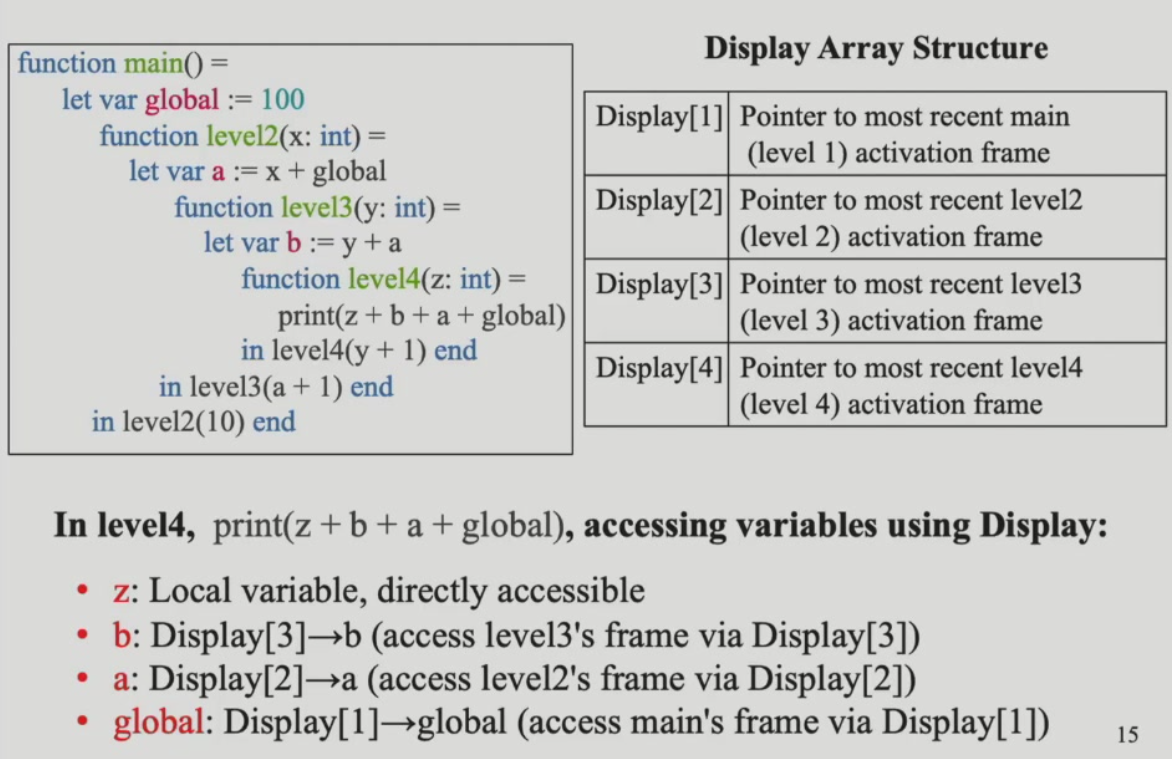 function main() =
let var global := 100
function level2(x: int) =
let var a := x + global
function level3(y: int) =
let var b := y + a
function level4(z: int) =
print(z + b + a + global)
in level4(y + 1) end
in level3(a + 1) end
in level2(10) end
Display Array Structure
Display[1] Pointer to most recent main
(level 1) activation frame
Display[2] Pointer to most recent level2
(level 2) activation frame
Display[3] Pointer to most recent level3
(level 3) activation frame
Display[4] Pointer to most recent level4
(level 4) activation frame
In level4, print(z + b + a + global), accessing variables using Display:
• z: Local variable, directly accessible
• b: Display[3]→b (access level3's frame via Display[3])
• a: Display[2]→a (access level2's frame via Display[2])
• global: Display[1]→global (access main's frame via Display[1])
15